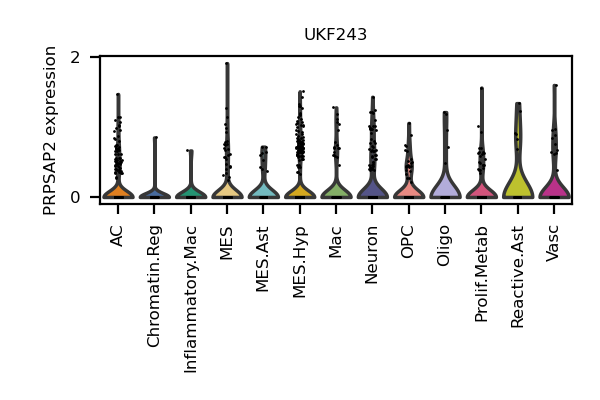 UKF243
PRPSAP2 expression
2
0
AC
Chromatin.Reg
Inflammatory.Mac
MES
MES.Ast
MES.Hyp
Mac
Neuron
OPC
Oligo
Prolif.Metab
Reactive.Ast
Vasc